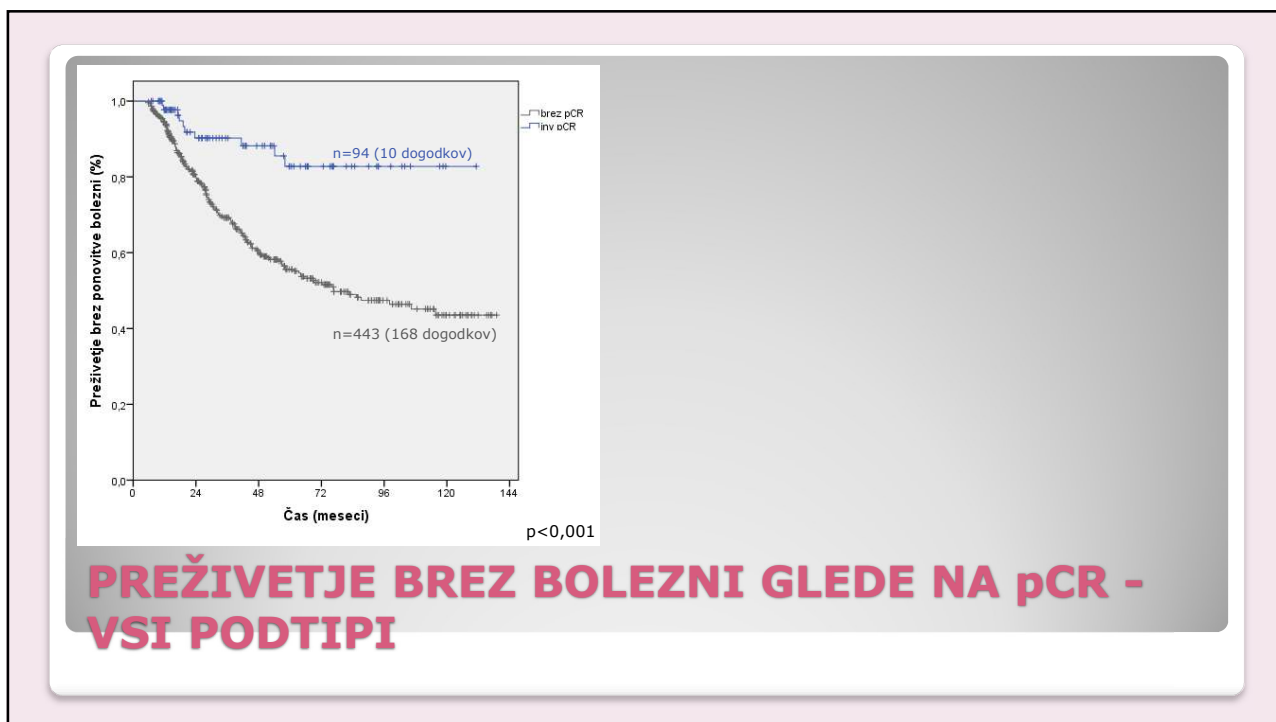 1,0
0,8
0,6
0,4
0,2
0,0
Preživetje brez ponovitve bolezni (%)
0 24 48 72 96 120 144
Čas (meseci)
brez pCR
inv pCR
n=94 (10 dogodkov)
n=443 (168 dogodkov)
p<0,001
PREŽIVETJE BREZ BOLEZNI GLEDE NA pCR -
VSI PODTIPI